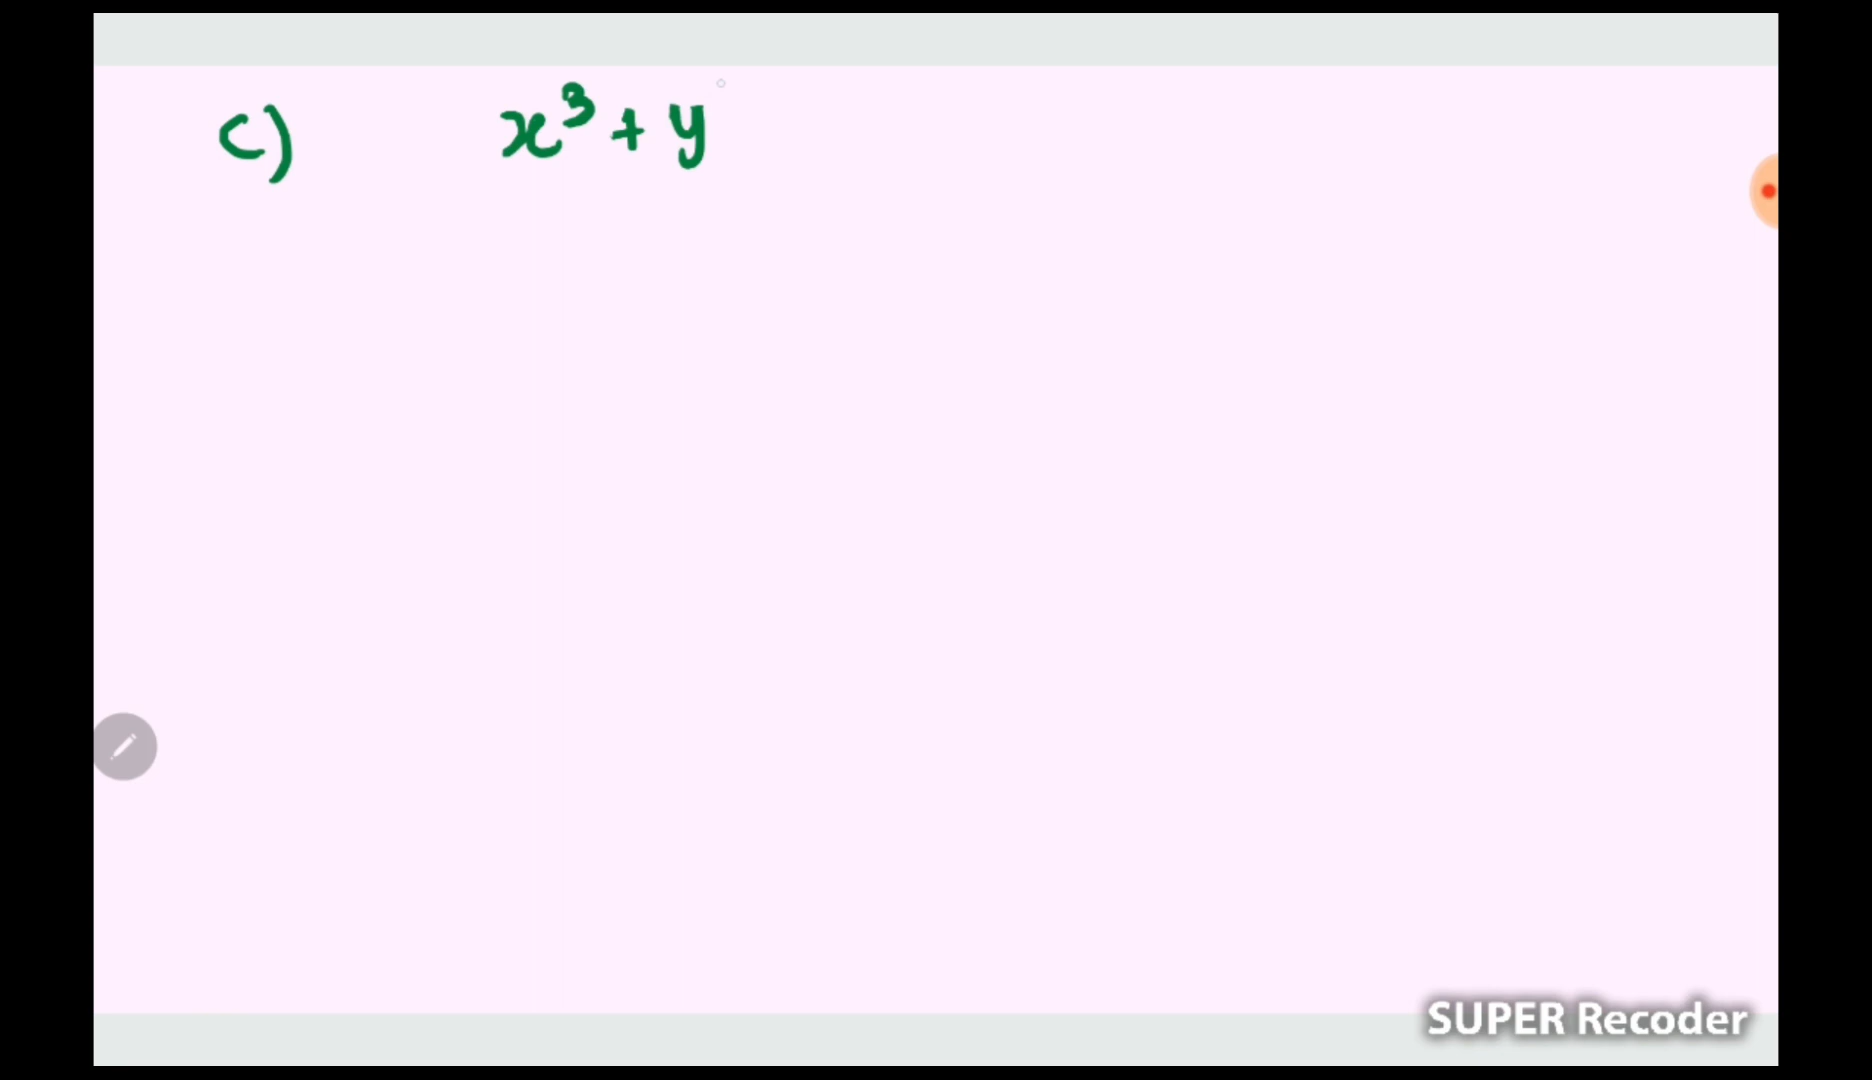 c) x³ + y
SUPER Recoder